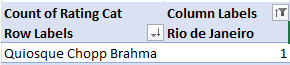 Count of Rating Cat Column Labels
Row Labels Rio de Janeiro
Quiosque Chopp Brahma 1